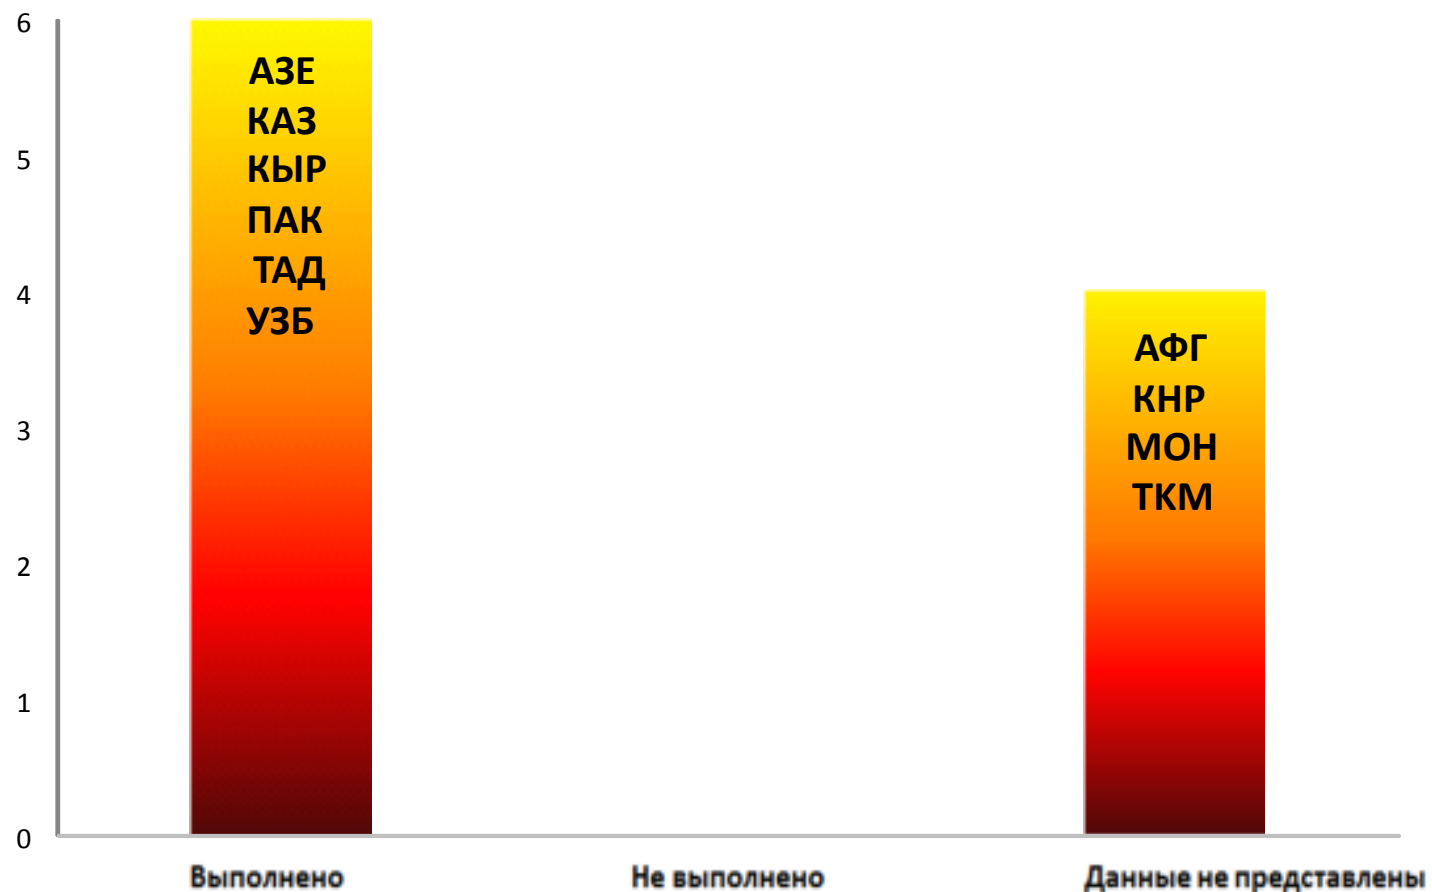 6
5
4
3
2
1
0
АЗЕ
КАЗ
КЫР
ПАК
ТАД
УЗБ
АФГ
КНР
МОН
ТКМ
Выполнено
Не выполнено
Данные не представлены